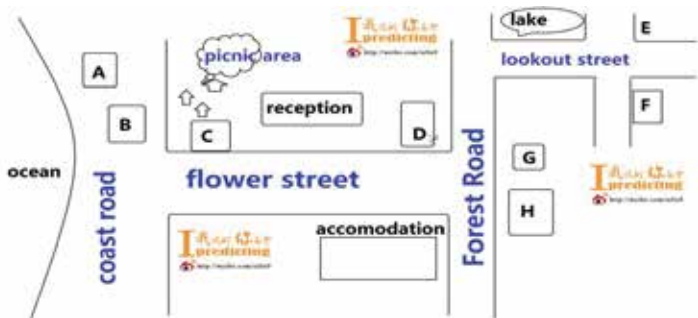 lake
E
lookout street
picnic area
I predicting
A
B
C
reception
D
F
G
H
I predicting
ocean
flower street
coast road
Forest Road
accomodation
I predicting